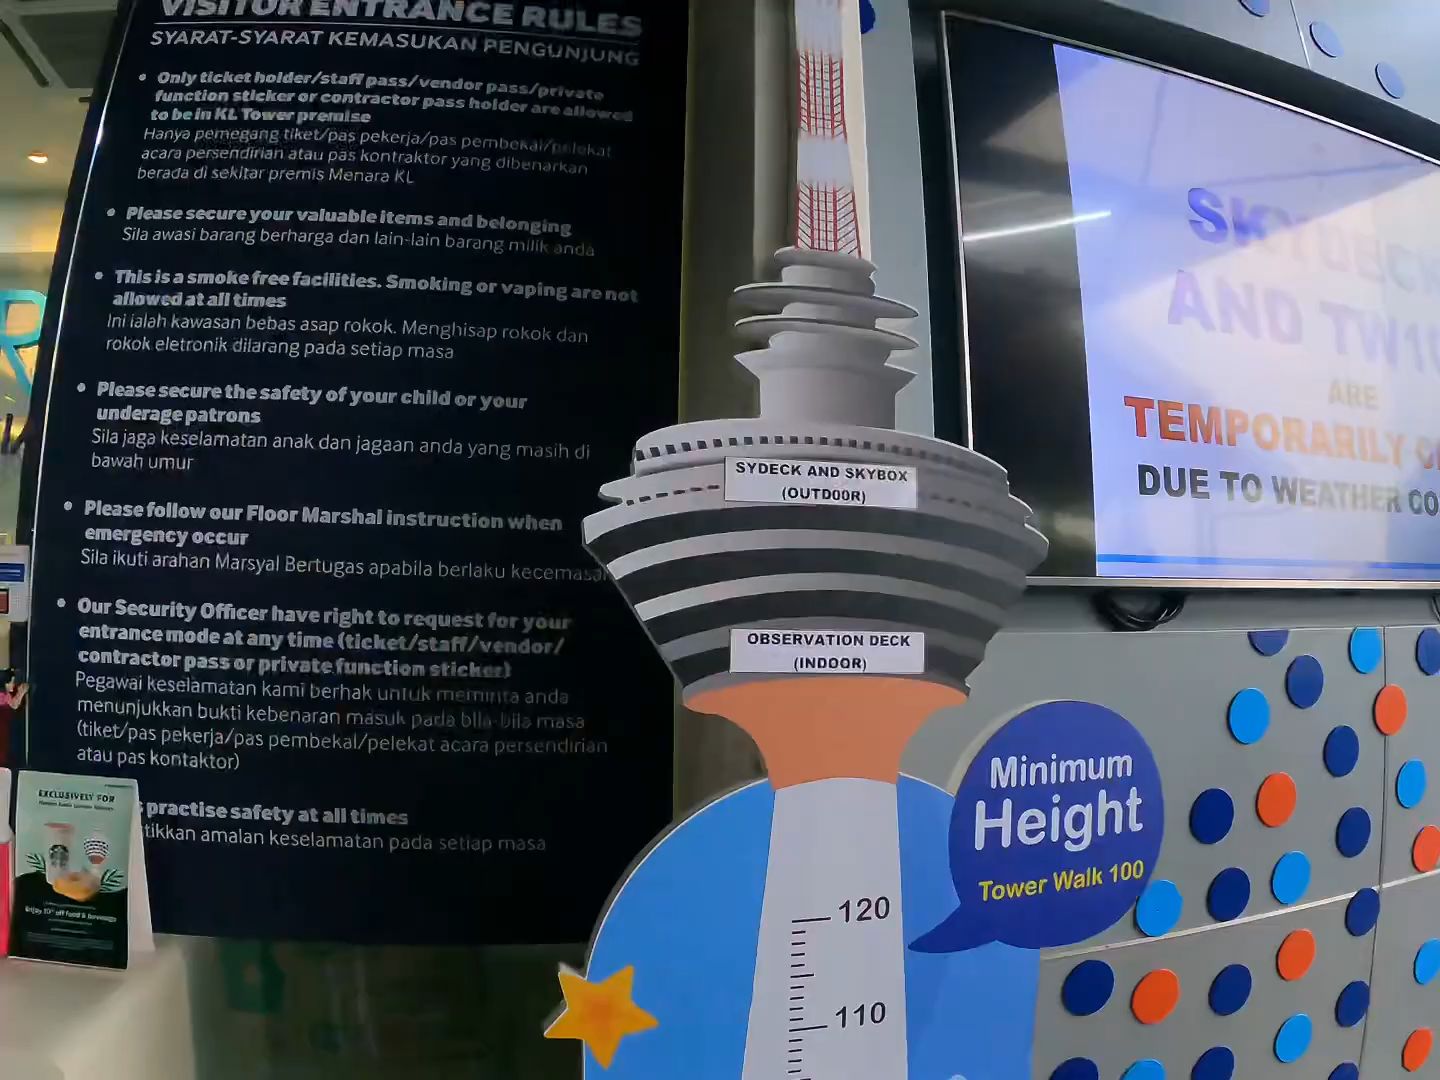 VISITOR ENTRANCE RULES
SYARAT-SYARAT KEMASUKAN PENGUNJUNG
Only ticket holder/staff pass/vendor pass/private
function sticker or contractor pass holder are allowed
to be in KL Tower premise
Hanya pemegang tiket/pas pekerja/pas pembekal/pelekat
acara persendirian atau pas kontraktor yang dibenarkan
berada di sekitar premis Menara KL
Please secure your valuable items and belonging
Sila awasi barang berharga dan lain-lain barang milik anda
This is a smoke free facilities. Smoking or vaping are not
allowed at all times
Ini ialah kawasan bebas asap rokok. Menghisap rokok dan
rokok eletronik dilarang pada setiap masa
Please secure the safety of your child or your
underage patrons
Sila jaga keselamatan anak dan jagaan anda yang masih di
bawah umur
Please follow our Floor Marshal instruction when
emergency occur
Sila ikuti arahan Marsyal Bertugas apabila berlaku kecemasan
Our Security Officer have right to request for your
entrance mode at any time (ticket/staff/vendor/
contractor pass or private function sticker)
Pegawai keselamatan kami berhak untuk meminta anda
menunjukkan bukti kebenaran masuk pada bila-bila masa
(tiket/pas pekerja/pas pembekal/pelekat acara persendirian
atau pas kontaktor)
practise safety at all times
tikkan amalan keselamatan pada setiap masa
EXCLUSIVELY FOR
Enjoy 10% off food & beverage
SYDECK AND SKYBOX
(OUTDOOR)
OBSERVATION DECK
(INDOOR)
Minimum
Height
Tower Walk 100
120
110
SKYDECK
AND TW10
ARE
TEMPORARILY
DUE TO WEATHER CO